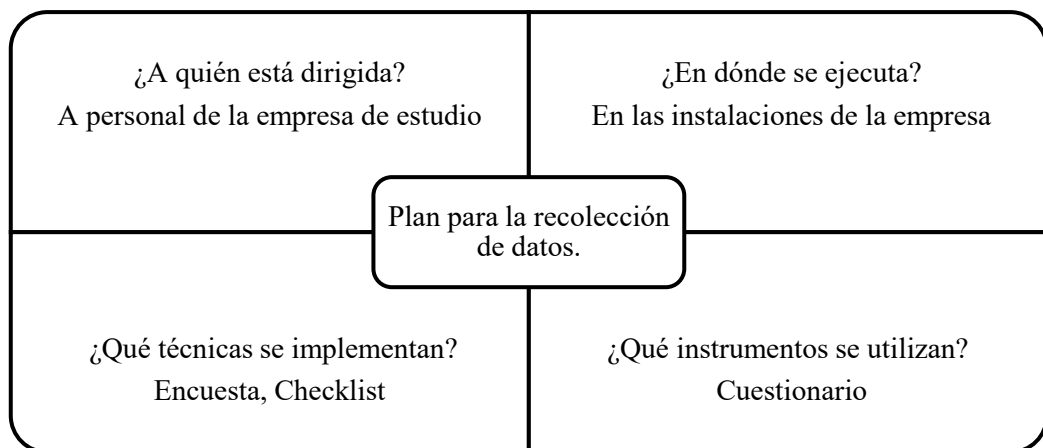 ¿A quién está dirigida?
A personal de la empresa de estudio
¿En dónde se ejecuta?
En las instalaciones de la empresa
Plan para la recolección
de datos.
¿Qué técnicas se implementan?
Encuesta, Checklist
¿Qué instrumentos se utilizan?
Cuestionario